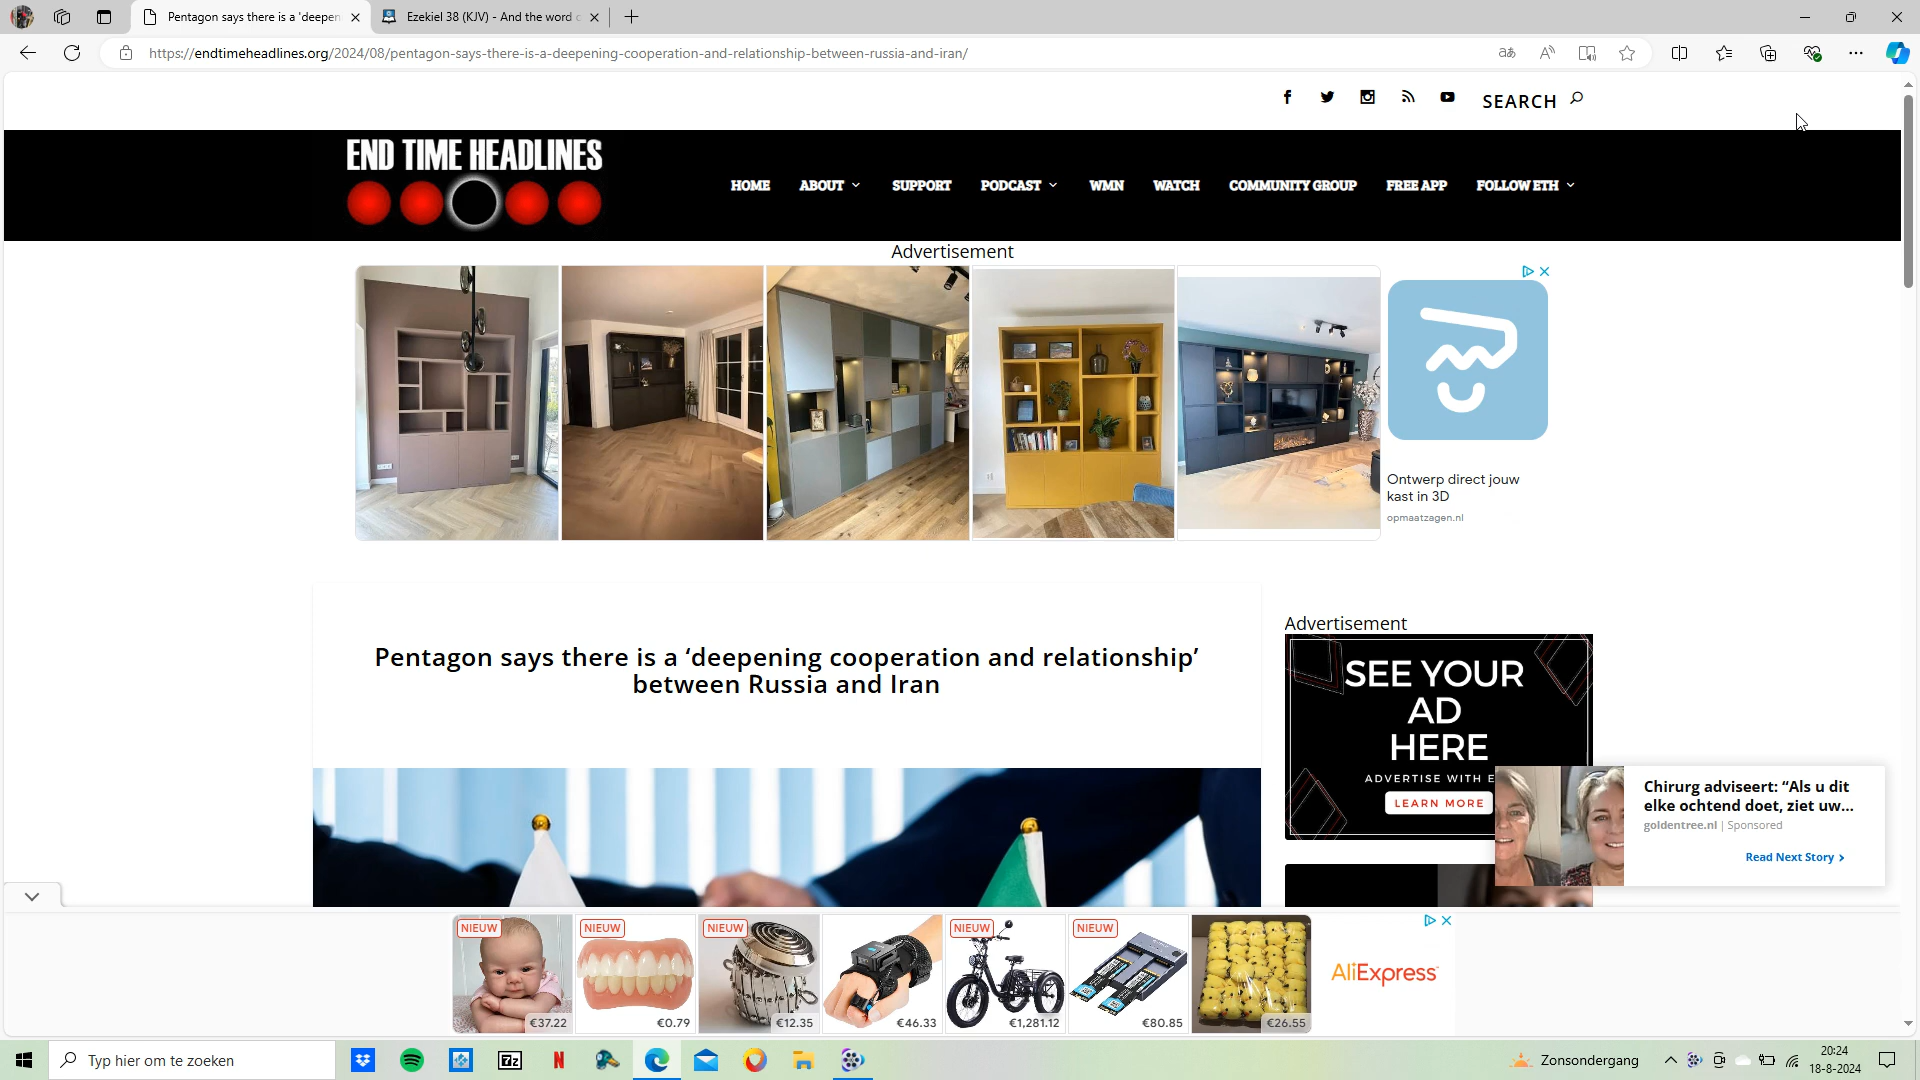 Pentagon says there is a 'deepen
Ezekiel 38 (KJV) - And the word
https://endtimeheadlines.org/2024/08/pentagon-says-there-is-a-deepening-cooperation-and-relationship-between-russia-and-iran/
SEARCH
END TIME HEADLINES
HOME
ABOUT
SUPPORT
PODCAST
WMN
WATCH
COMMUNITY GROUP
FREE APP
FOLLOW ETH
Advertisement
Ontwerp direct jouw
kast in 3D
opmaatzagen.nl
Pentagon says there is a ‘deepening cooperation and relationship’
between Russia and Iran
Advertisement
SEE YOUR
AD
HERE
ADVERTISE WITH
LEARN MORE
Chirurg adviseert: “Als u dit
elke ochtend doet, ziet uw...
goldentree.nl | Sponsored
Read Next Story
NIEUW
€37.22
NIEUW
€0.79
NIEUW
€12.35
€46.33
NIEUW
€1,281.12
NIEUW
€80.85
€26.55
AliExpress
Typ hier om te zoeken
7z
N
Zonsondergang
20:24
18-8-2024